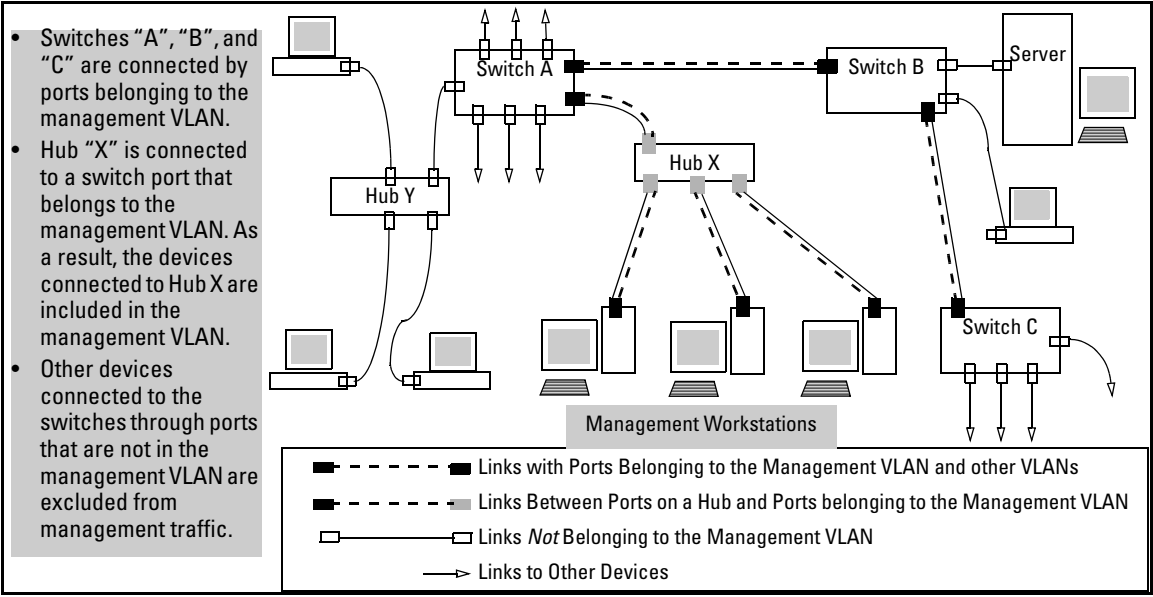 • Switches “A”, “B”, and
“C” are connected by
ports belonging to the
management VLAN.
• Hub “X” is connected
to a switch port that
belongs to the
management VLAN. As
a result, the devices
connected to Hub X are
included in the
management VLAN.
• Other devices
connected to the
switches through ports
that are not in the
management VLAN are
excluded from
management traffic.
Switch A
Switch B
Server
Hub X
Hub Y
Switch C
Management Workstations
Links with Ports Belonging to the Management VLAN and other VLANs
Links Between Ports on a Hub and Ports belonging to the Management VLAN
Links Not Belonging to the Management VLAN
Links to Other Devices